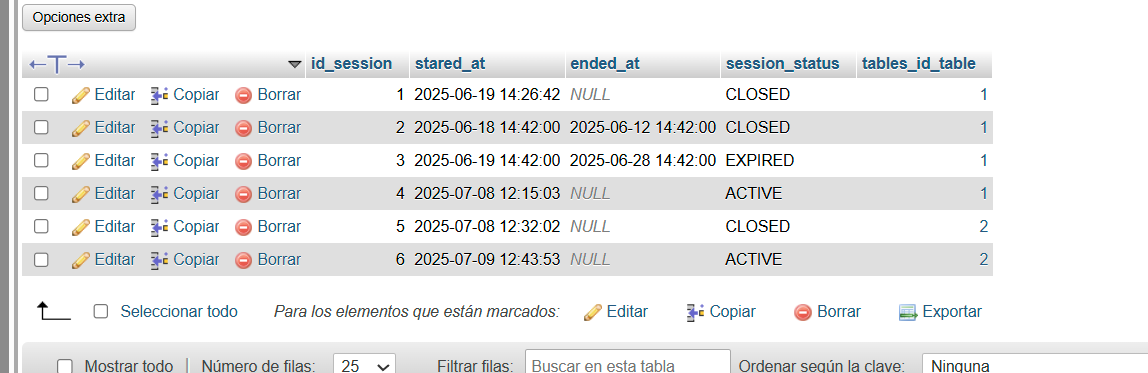 Opciones extra
←T→ id_session stared_at ended_at session_status tables_id_table
Editar Copiar Borrar 1 2025-06-19 14:26:42 NULL CLOSED 1
Editar Copiar Borrar 2 2025-06-18 14:42:00 2025-06-12 14:42:00 CLOSED 1
Editar Copiar Borrar 3 2025-06-19 14:42:00 2025-06-28 14:42:00 EXPIRED 1
Editar Copiar Borrar 4 2025-07-08 12:15:03 NULL ACTIVE 1
Editar Copiar Borrar 5 2025-07-08 12:32:02 NULL CLOSED 2
Editar Copiar Borrar 6 2025-07-09 12:43:53 NULL ACTIVE 2
Seleccionar todo Para los elementos que están marcados: Editar Copiar Borrar Exportar
Mostrar todo | Número de filas: 25 Filtrar filas: Buscar en esta tabla Ordenar según la clave: Ninguna